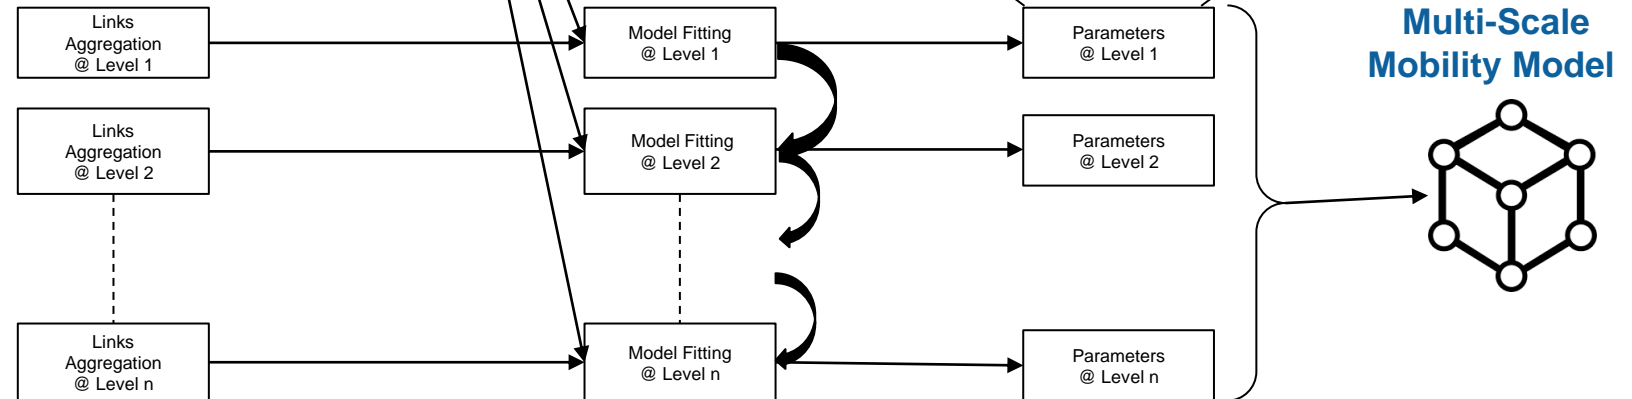 Links
Aggregation
@ Level 1
Model Fitting
@ Level 1
Parameters
@ Level 1
Multi-Scale
Mobility Model
Links
Aggregation
@ Level 2
Model Fitting
@ Level 2
Parameters
@ Level 2
Links
Aggregation
@ Level n
Model Fitting
@ Level n
Parameters
@ Level n